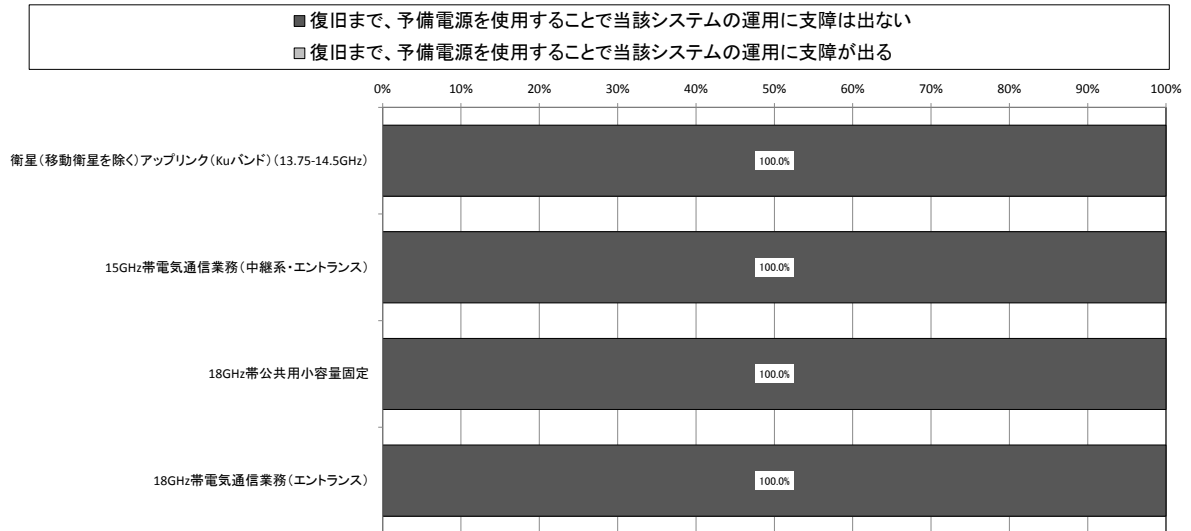 ■復旧まで、予備電源を使用することで当該システムの運用に支障は出ない
■復旧まで、予備電源を使用することで当該システムの運用に支障が出る
0% 10% 20% 30% 40% 50% 60% 70% 80% 90% 100%
衛星(移動衛星を除く)アップリンク(Kuバンド)(13.75-14.5GHz)
100.0%
15GHz帯電気通信業務(中継系・エントランス)
100.0%
18GHz帯公共用小容量固定
100.0%
18GHz帯電気通信業務(エントランス)
100.0%